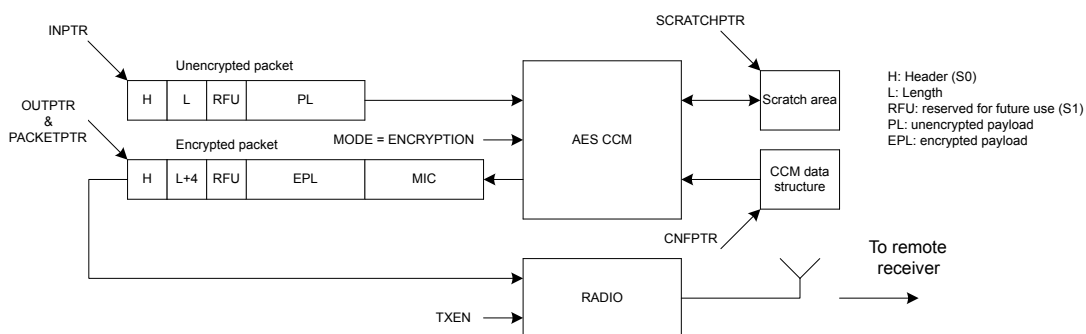 SCRATCHPTR
INPTR
Unencrypted packet
H L RFU PL
OUTPTR
&
PACKETPTR
MODE = ENCRYPTION
Encrypted packet
H L+4 RFU EPL MIC
AES CCM
Scratch area
CCM data
structure
CNFPTR
H: Header (S0)
L: Length
RFU: reserved for future use (S1)
PL: unencrypted payload
EPL: encrypted payload
To remote
receiver
RADIO
TXEN